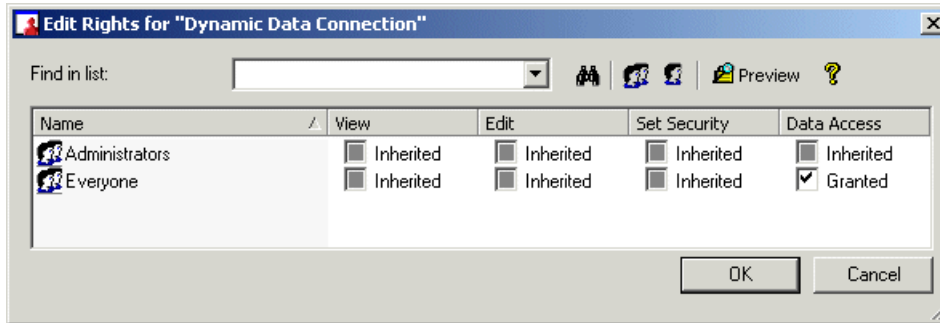 Edit Rights for "Dynamic Data Connection"
Find in list: Preview
Name View Edit Set Security Data Access
Administrators Inherited Inherited Inherited Inherited
Everyone Inherited Inherited Inherited Granted
OK Cancel